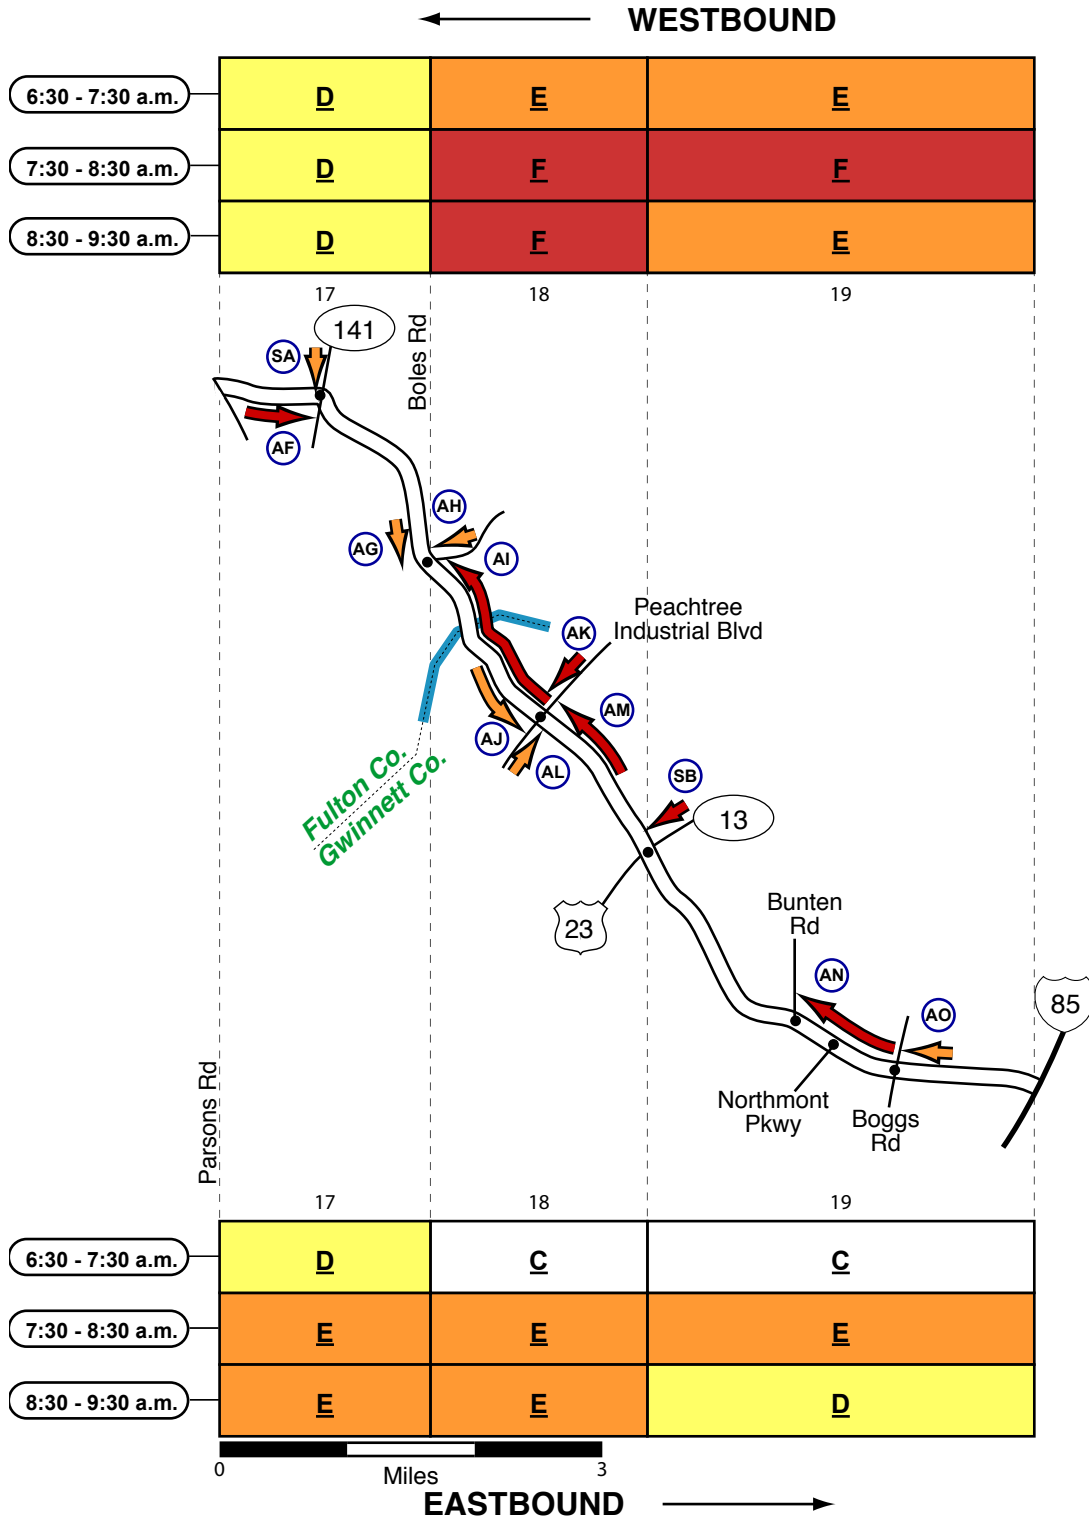 WESTBOUND
6:30 - 7:30 a.m. D E E
7:30 - 8:30 a.m. D F F
8:30 - 9:30 a.m. D F E
17 18 19
141
Boles Rd
SA
AF
AH
AG
AI
Peachtree
Industrial Blvd
AK
AM
AJ
AL
Fulton Co.
Gwinnett Co.
SB
13
23
Bunten
Rd
AN
85
AO
Parsons Rd
Northmont
Pkwy
Boggs
Rd
17 18 19
6:30 - 7:30 a.m. D C C
7:30 - 8:30 a.m. E E E
8:30 - 9:30 a.m. E E D
0 Miles 3
EASTBOUND